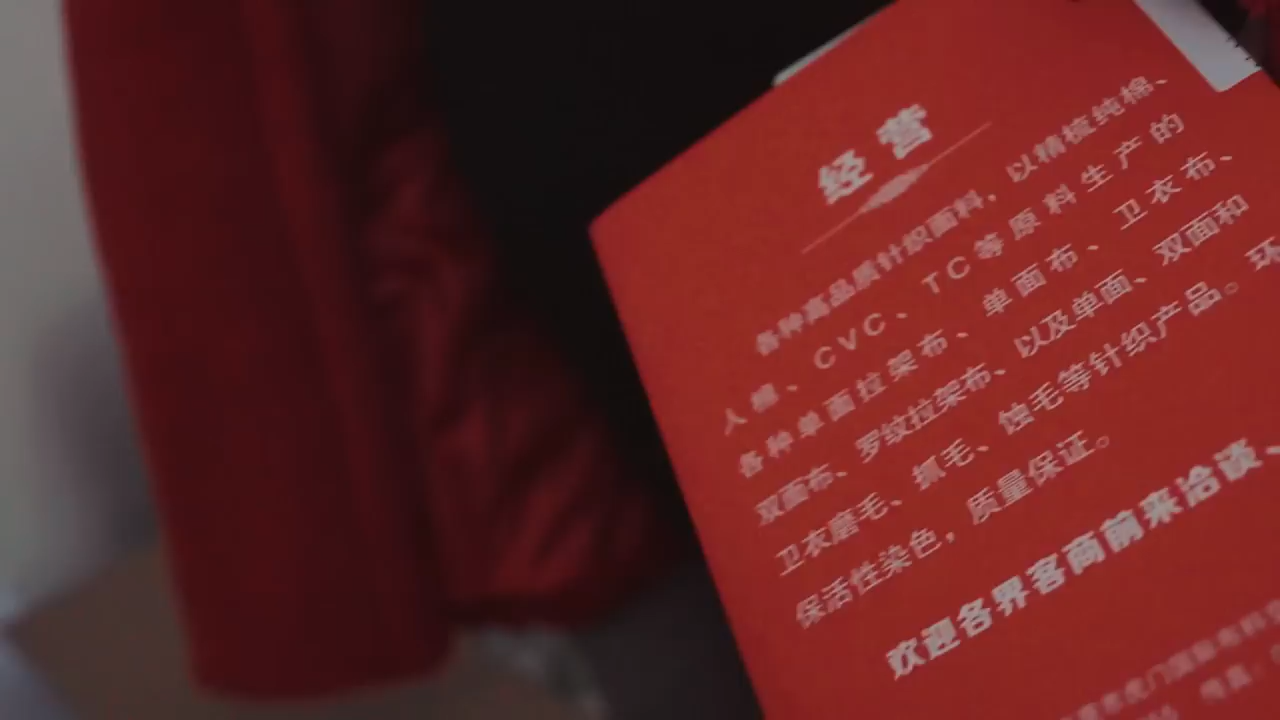 经营
各种高品质针织面料，以精梳纯棉、
人棉、CVC、TC等原料生产的
各种单面拉架布、单面布、卫衣布、
双面布、罗纹拉架布、以及单面、双面和
卫衣磨毛、抓毛、蚀毛等针织产品。环
保活性染色，质量保证。
欢迎各界客商前来洽谈、